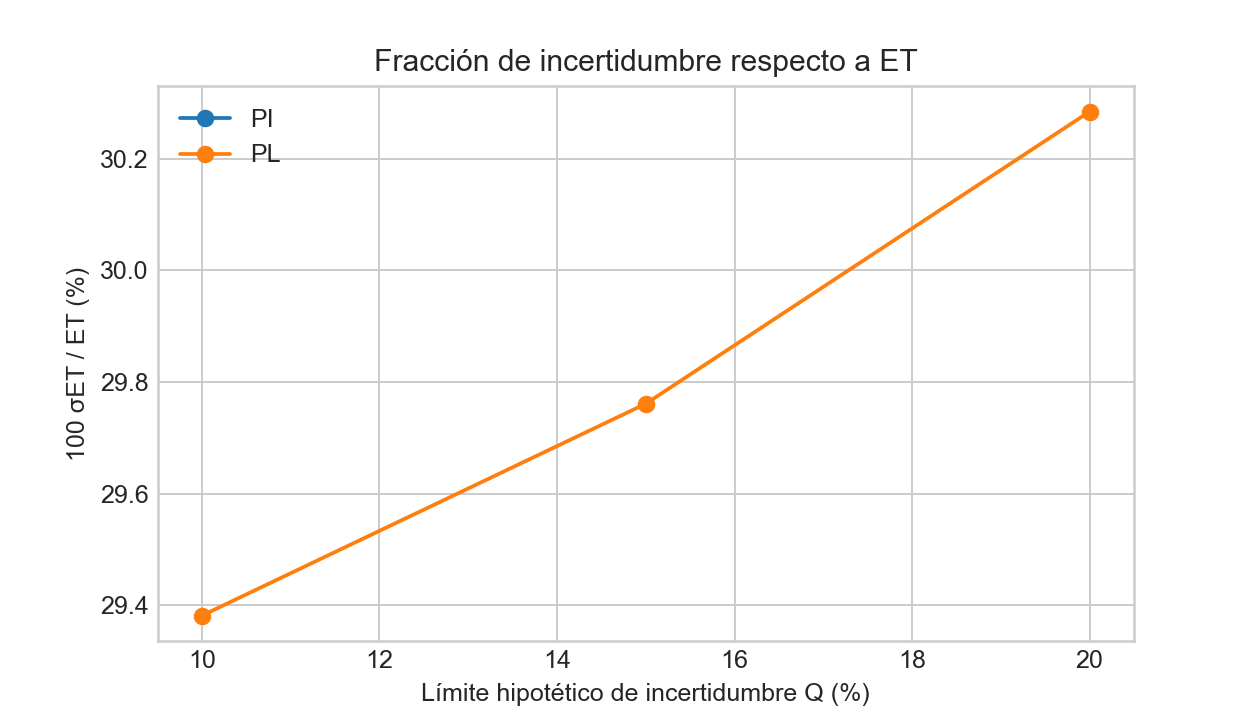 Fracción de incertidumbre respecto a ET
PI
PL
100 σET / ET (%)
30.2
30.0
29.8
29.6
29.4
10 12 14 16 18 20
Límite hipotético de incertidumbre Q (%)